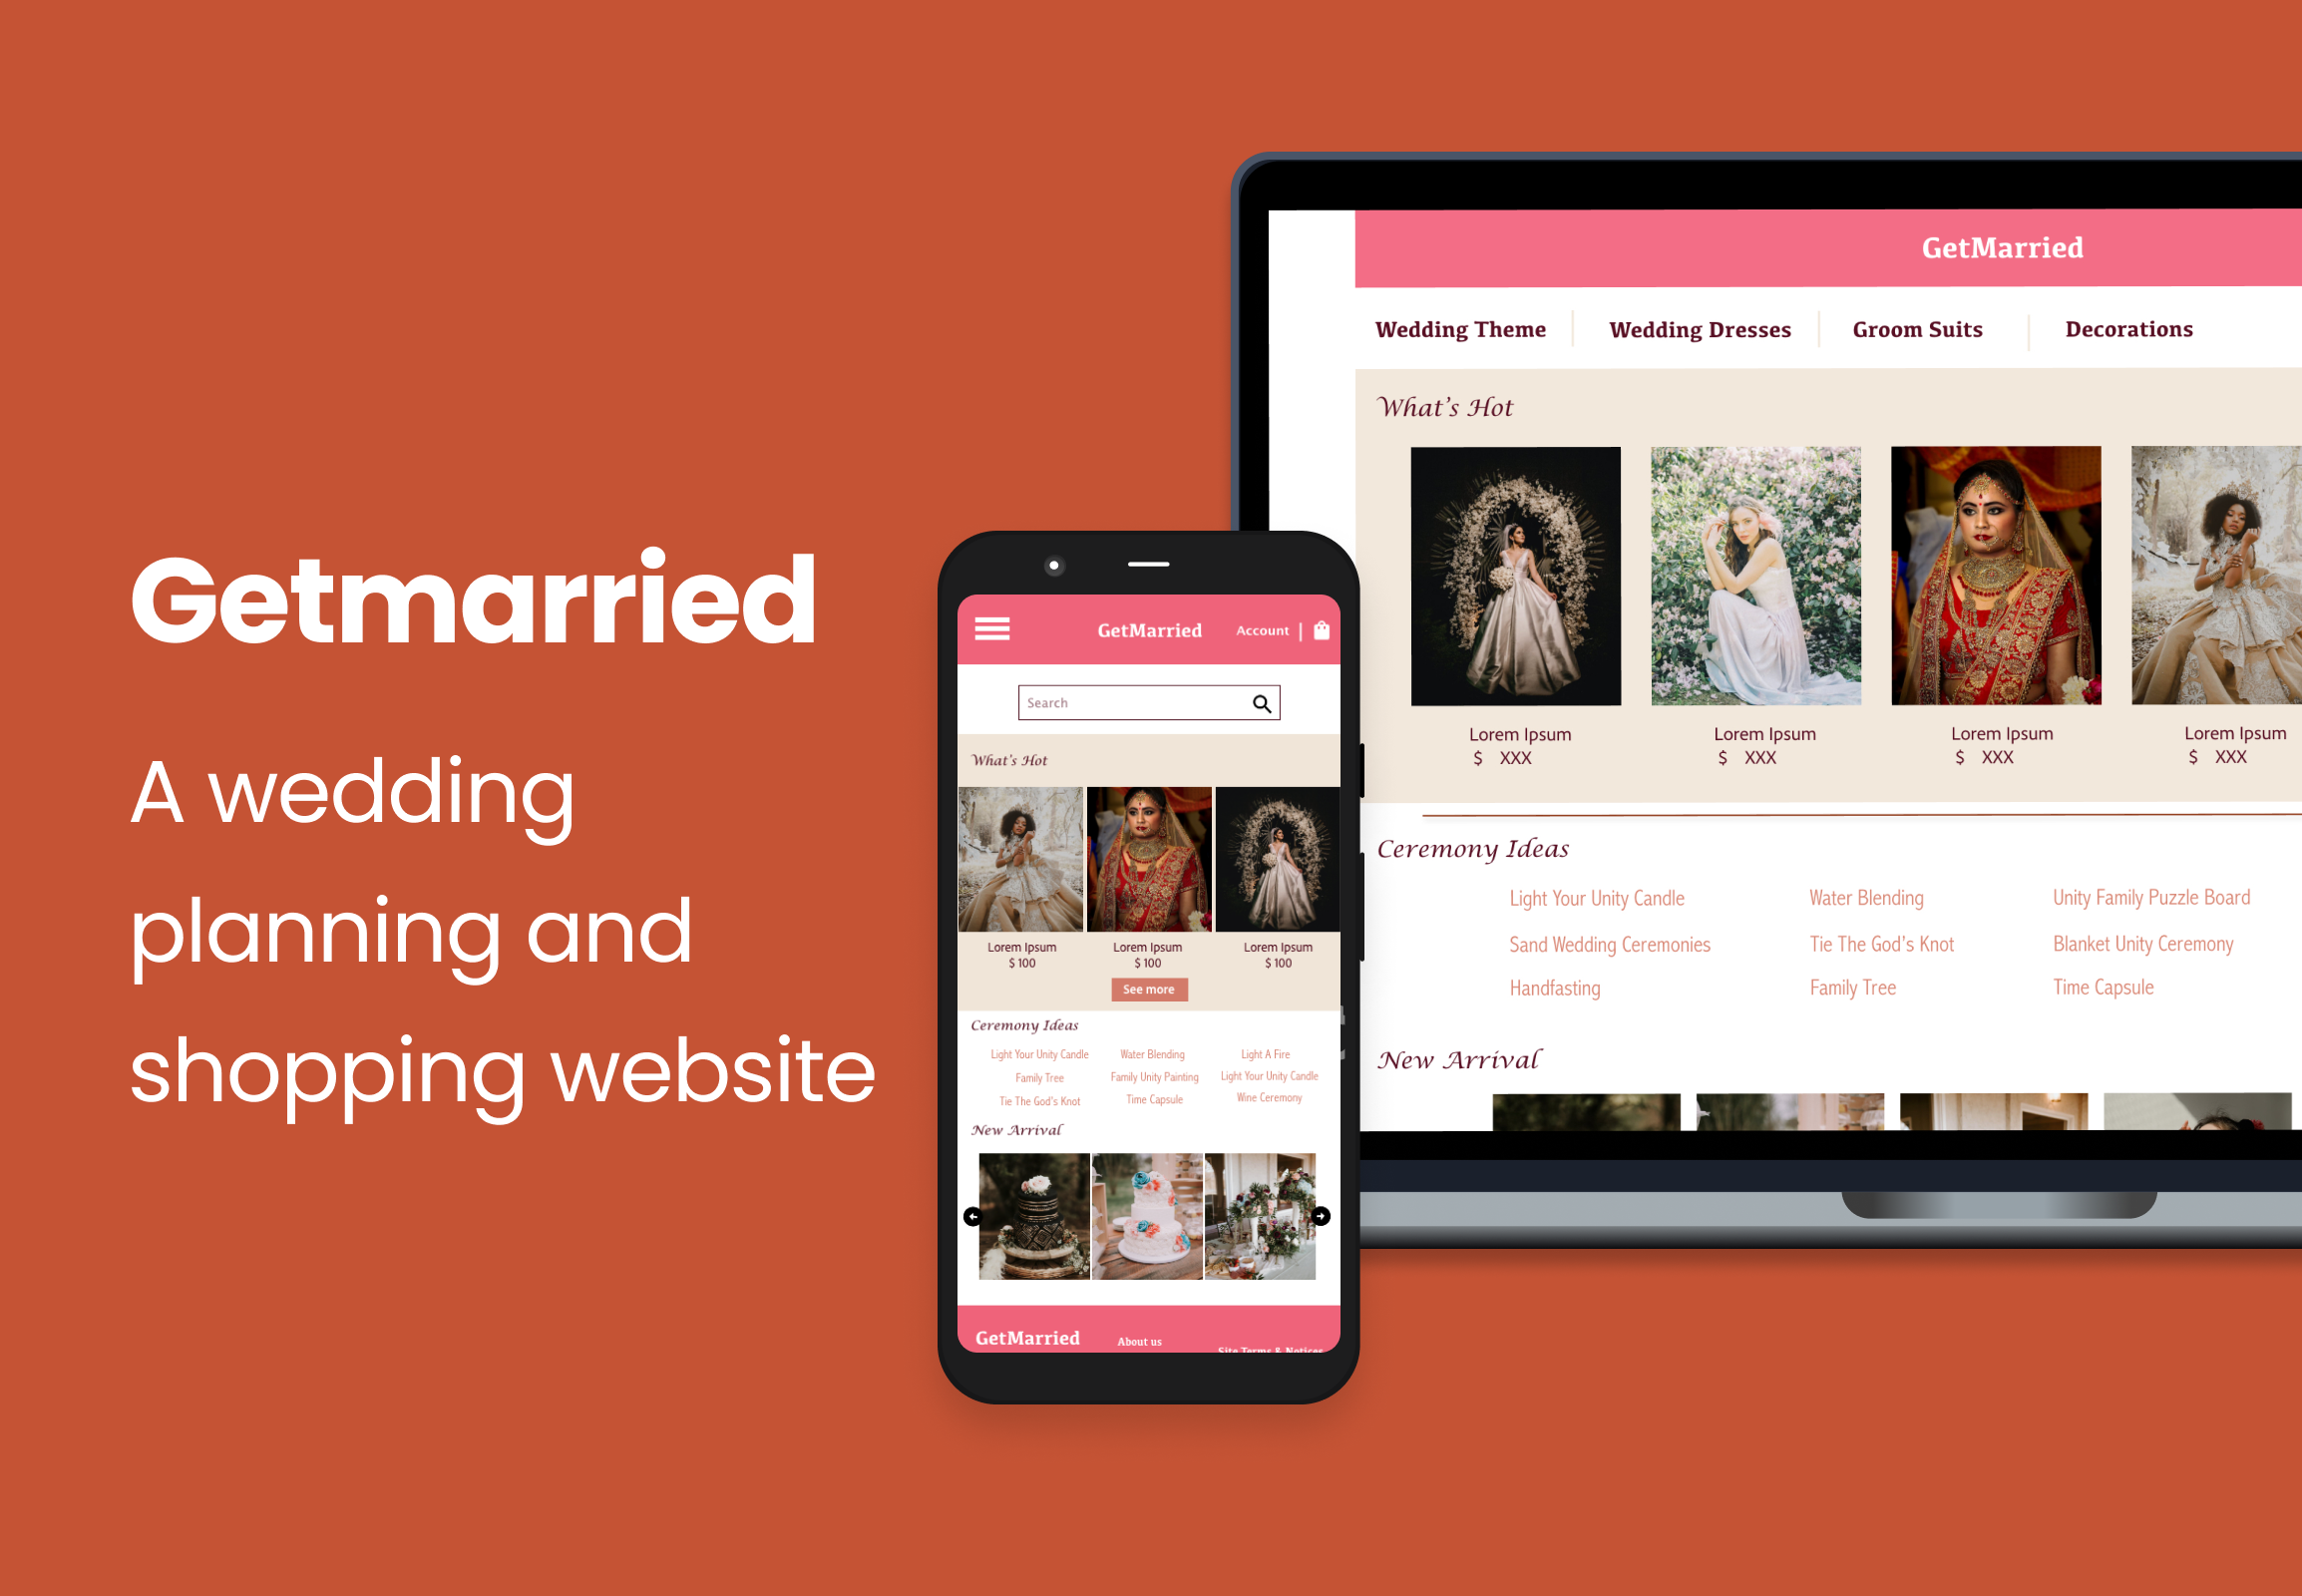 Getmarried
A wedding
planning and
shopping website
GetMarried
Account |
Search
What's Hot
Lorem Ipsum
$ 100
Lorem Ipsum
$ 100
Lorem Ipsum
$ 100
See more
Ceremony Ideas
Light Your Unity Candle
Water Blending
Light A Fire
Family Tree
Family Unity Painting
Light Your Unity Candle
Tie The God's Knot
Time Capsule
Wine Ceremony
New Arrival
GetMarried
About us
Site Terms & Notices
GetMarried
Wedding Theme
Wedding Dresses
Groom Suits
Decorations
What's Hot
Lorem Ipsum
$ XXX
Lorem Ipsum
$ XXX
Lorem Ipsum
$ XXX
Lorem Ipsum
$ XXX
Ceremony Ideas
Light Your Unity Candle
Water Blending
Unity Family Puzzle Board
Sand Wedding Ceremonies
Tie The God's Knot
Blanket Unity Ceremony
Handfasting
Family Tree
Time Capsule
New Arrival